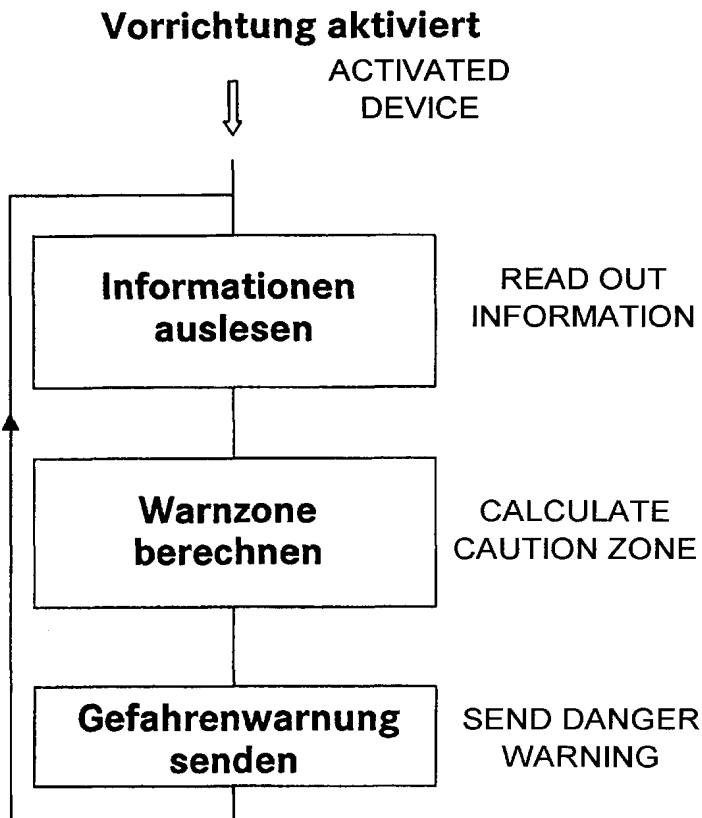 Vorrichtung aktiviert
ACTIVATED
DEVICE
Informationen
auslesen
READ OUT
INFORMATION
Warnzone
berechnen
CALCULATE
CAUTION ZONE
Gefahrenwarnung
senden
SEND DANGER
WARNING